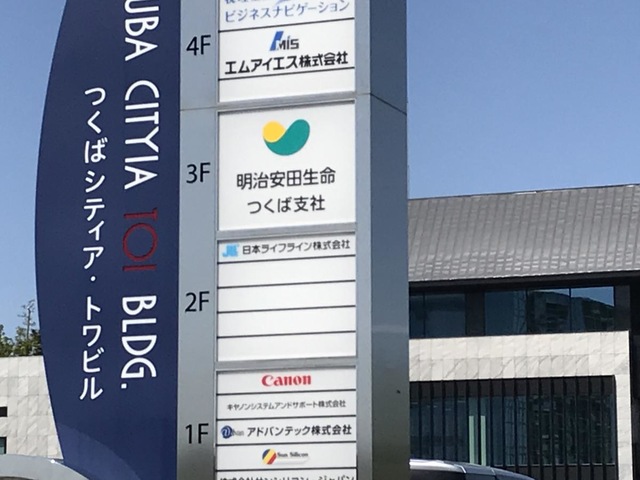 UBA CITYIA 101 BLDG.
つくばシティア・トワビル
4F
ビジネスナビゲーション
MIS
エムアイエス株式会社
3F
明治安田生命
つくば支社
2F
JLL 日本ライフライン株式会社
1F
Canon
キヤノンシステムアンドサポート株式会社
アドバンテック株式会社
Sun Silicon